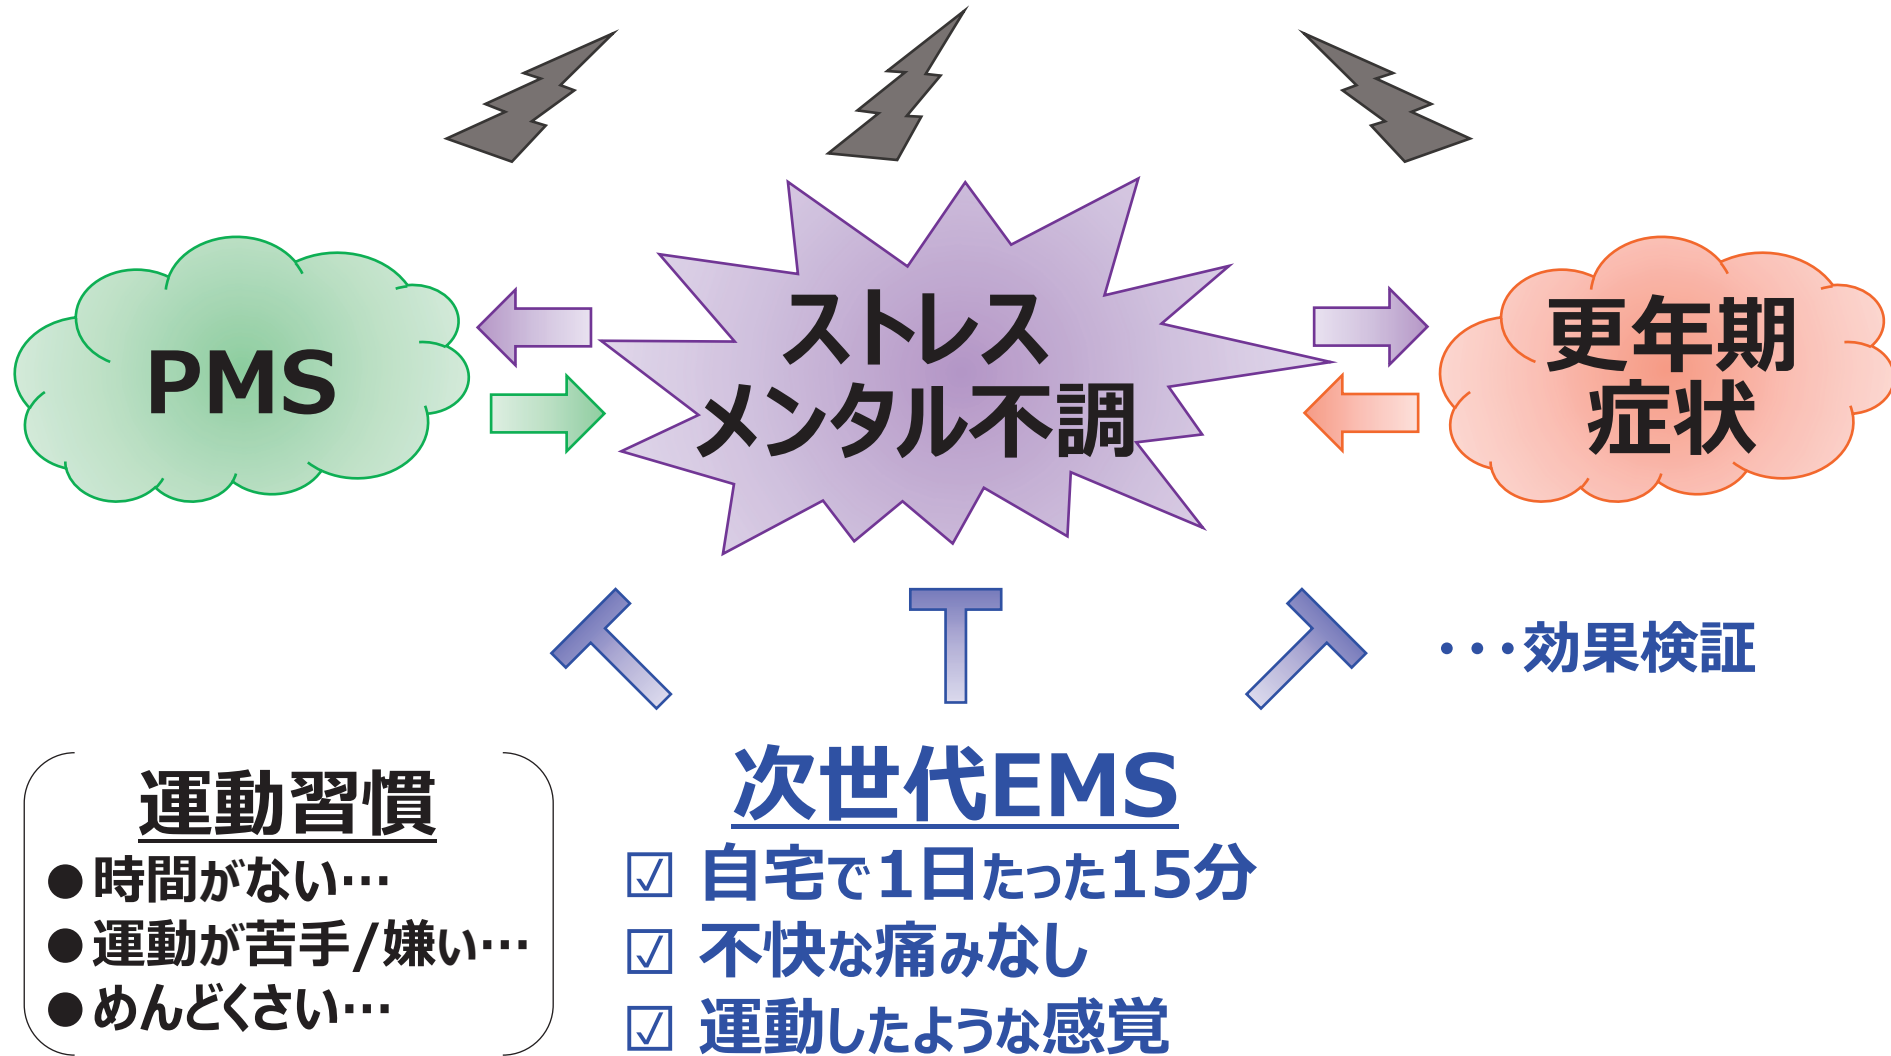 PMS
ストレス
メンタル不調
更年期
症状
・・・効果検証
運動習慣
●時間がない…
●運動が苦手/嫌い…
●めんどくさい…
次世代EMS
☑ 自宅で1日たった15分
☑ 不快な痛みなし
☑ 運動したような感覚